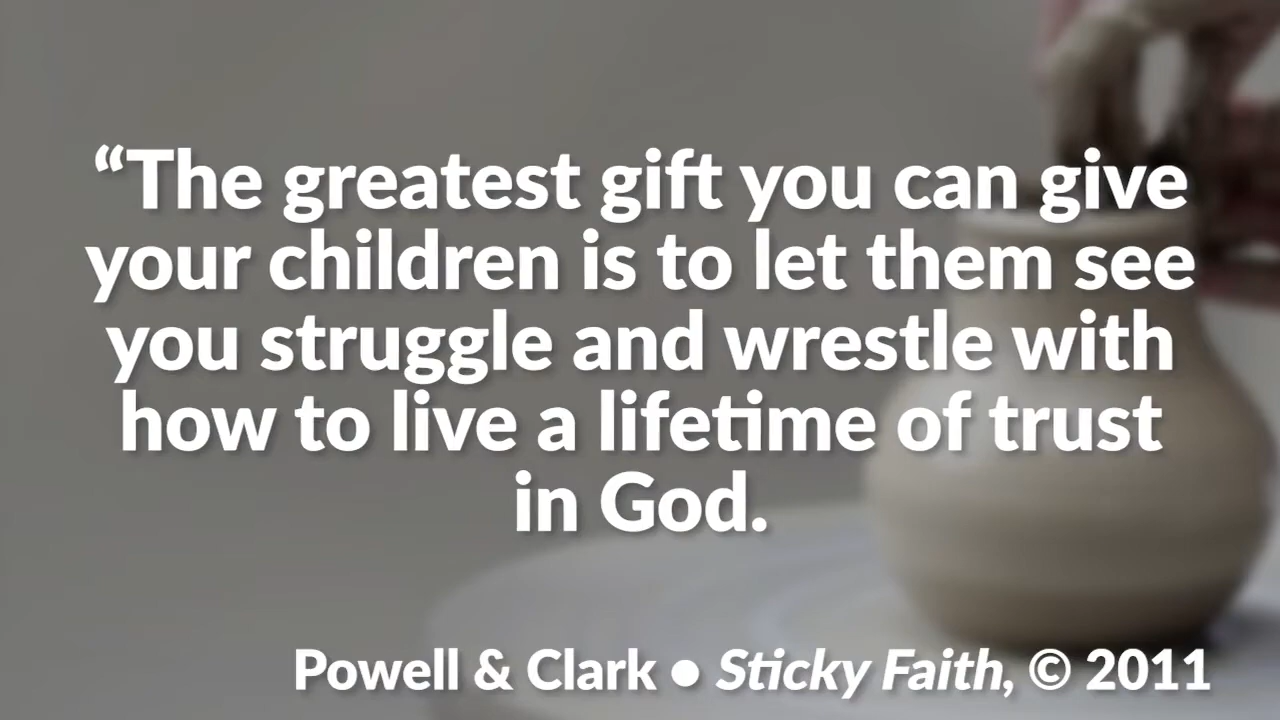 “The greatest gift you can give
your children is to let them see
you struggle and wrestle with
how to live a lifetime of trust
in God.
Powell & Clark ● Sticky Faith, © 2011